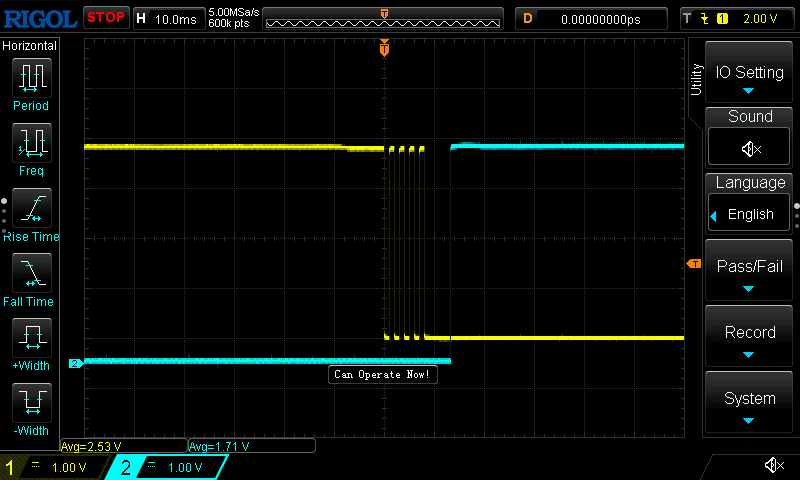 RIGOL STOP H 10.0ms 5.00MSa/s 600k pts T D 0.00000000ps T 1 2.00 V
Horizontal
Period
Freq
Rise Time
Fall Time
+Width
-Width
T
T
2
Can Operate Now!
Utility
IO Setting
Sound
Language
English
Pass/Fail
Record
System
Avg=2.53 V Avg=1.71 V
1 1.00 V 2 1.00 V